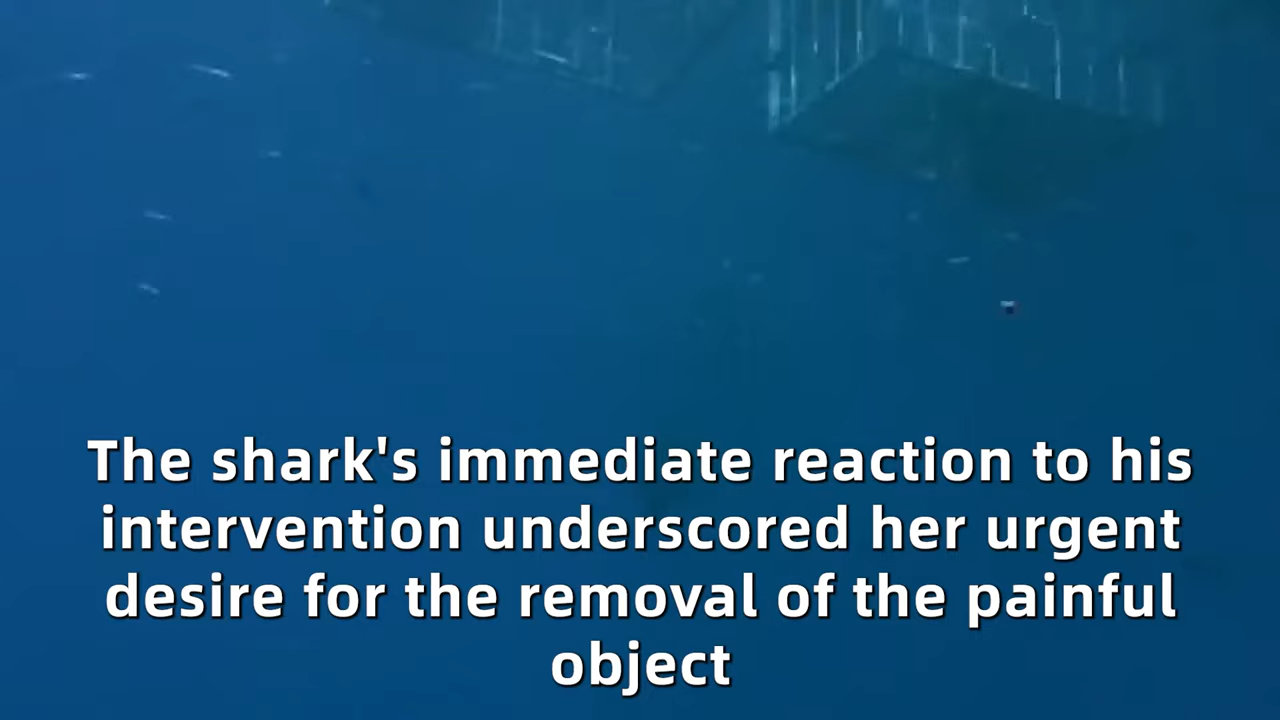 The shark's immediate reaction to his
intervention underscored her urgent
desire for the removal of the painful
object